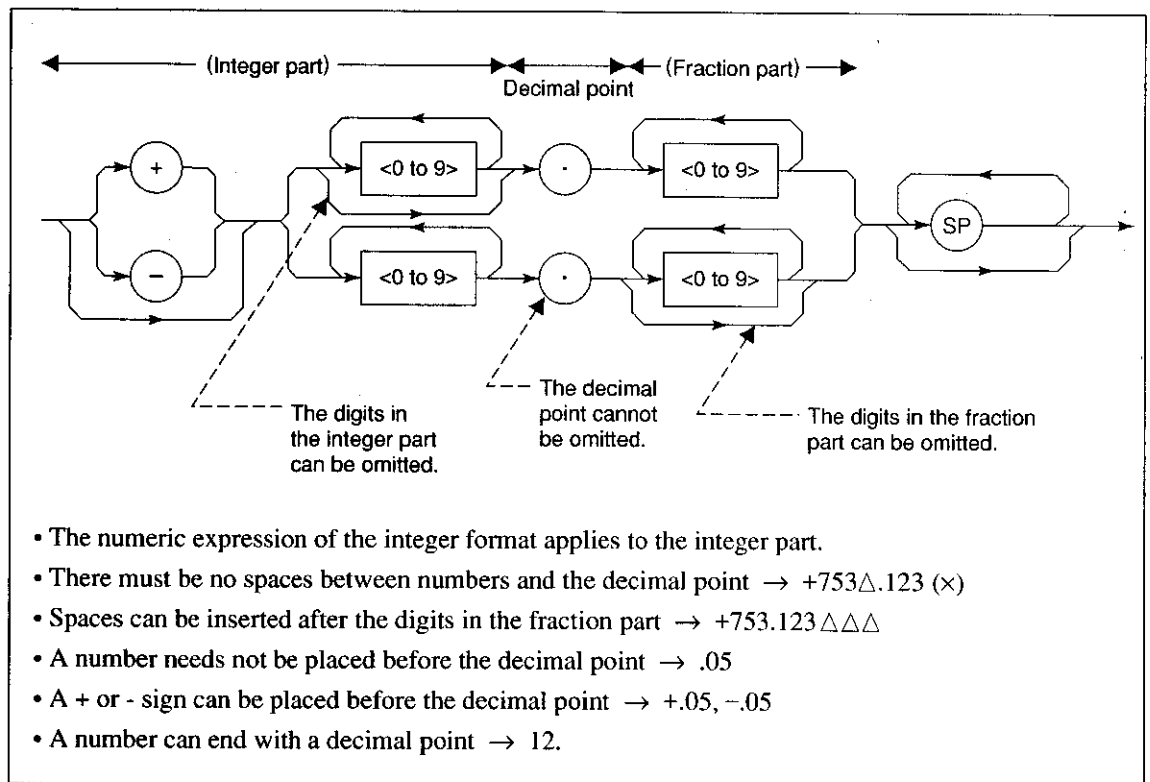 (Integer part)
Decimal point
(Fraction part)
+
<0 to 9>
·
<0 to 9>
SP
−
<0 to 9>
·
<0 to 9>
The digits in
the integer part
can be omitted.
The decimal
point cannot
be omitted.
The digits in the fraction
part can be omitted.
• The numeric expression of the integer format applies to the integer part.
• There must be no spaces between numbers and the decimal point → +753△.123 (×)
• Spaces can be inserted after the digits in the fraction part → +753.123△△△
• A number needs not be placed before the decimal point → .05
• A + or - sign can be placed before the decimal point → +.05, −.05
• A number can end with a decimal point → 12.